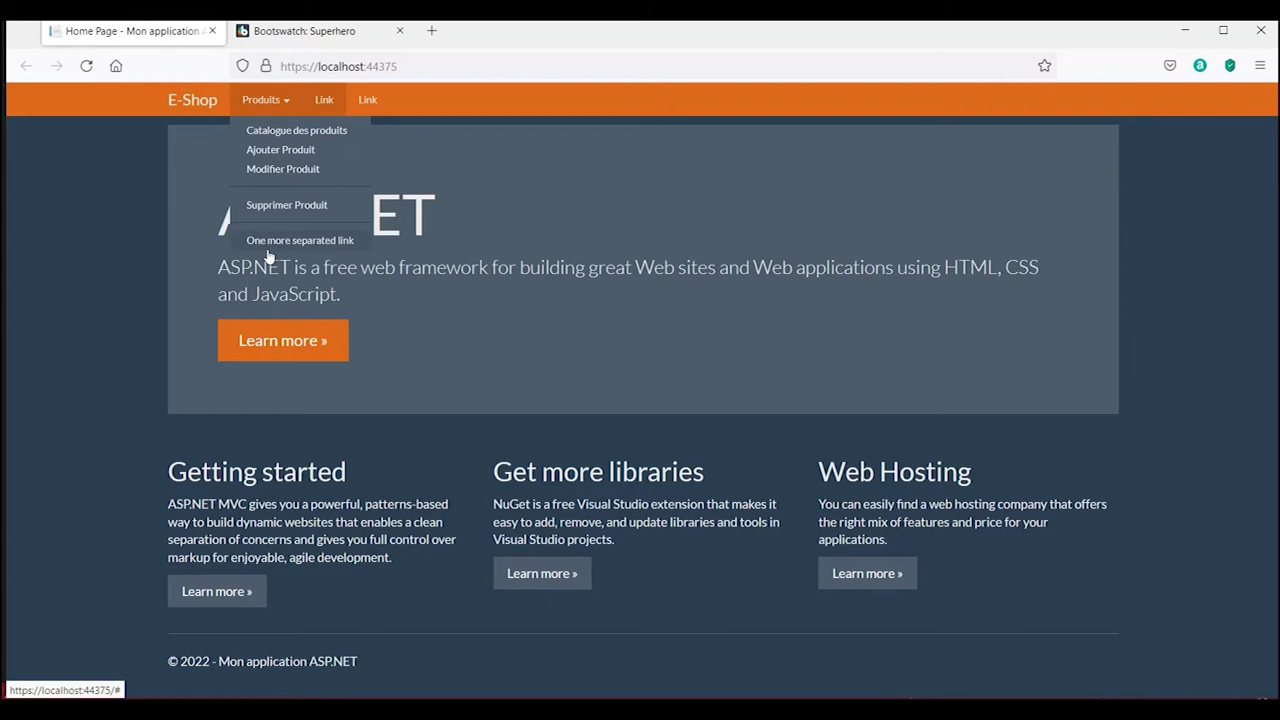 Home Page - Mon application A
Bootswatch: Superhero
https://localhost:44375
E-Shop
Produits
Link
Link
Catalogue des produits
Ajouter Produit
Modifier Produit
Supprimer Produit
One more separated link
A
ET
ASP.NET is a free web framework for building great Web sites and Web applications using HTML, CSS
and JavaScript.
Learn more »
Getting started
ASP.NET MVC gives you a powerful, patterns-based
way to build dynamic websites that enables a clean
separation of concerns and gives you full control over
markup for enjoyable, agile development.
Learn more »
Get more libraries
NuGet is a free Visual Studio extension that makes it
easy to add, remove, and update libraries and tools in
Visual Studio projects.
Learn more »
Web Hosting
You can easily find a web hosting company that offers
the right mix of features and price for your
applications.
Learn more »
© 2022 - Mon application ASP.NET
https://localhost:44375/#